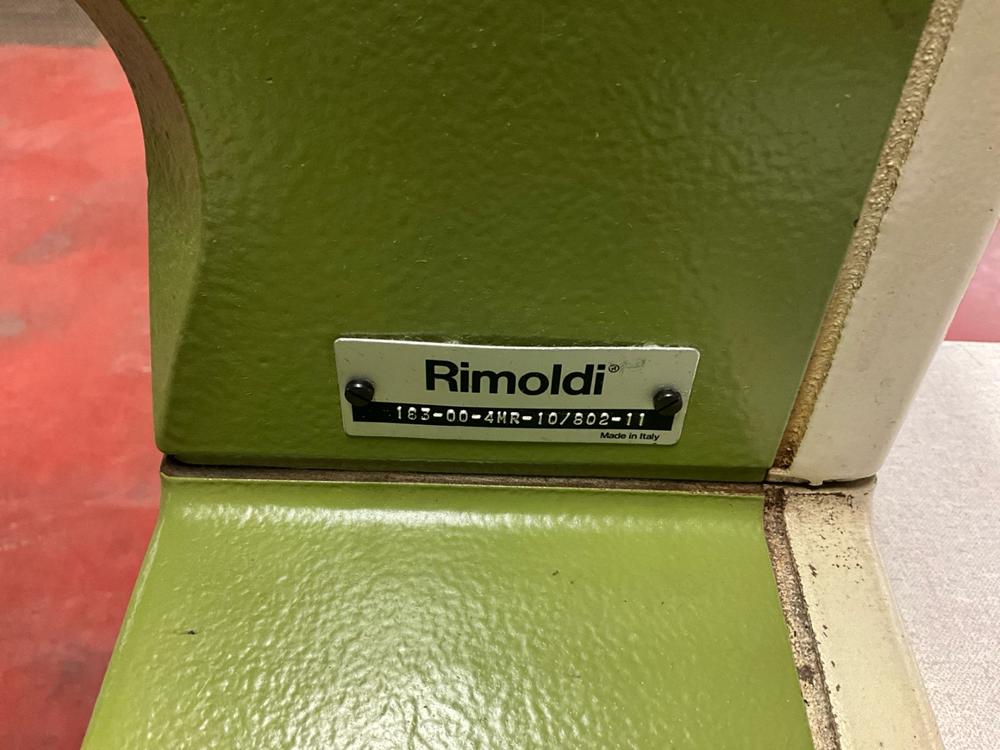 Rimoldi®
183-00-4MR-10/802-11
Made in Italy